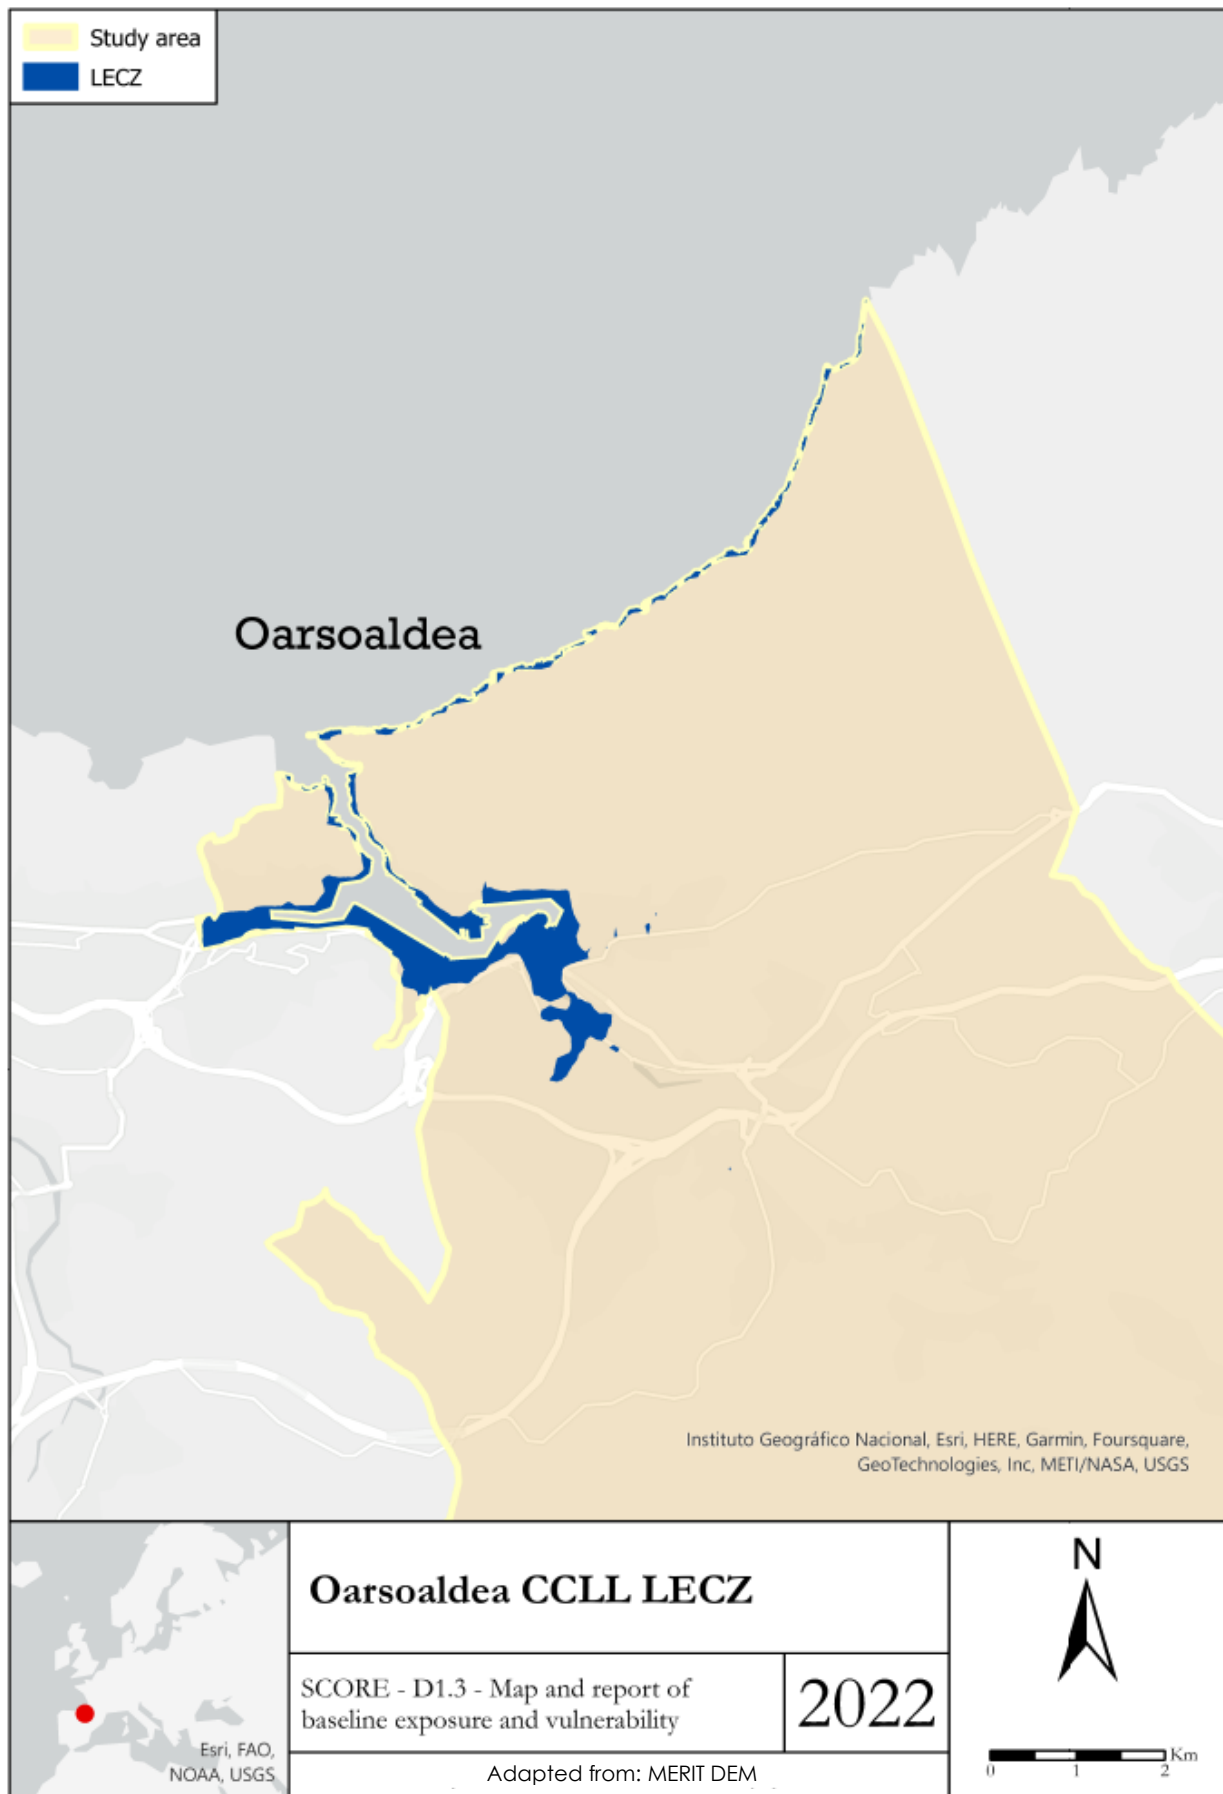 Study area
LECZ
Oarsoaldea
Instituto Geográfico Nacional, Esri, HERE, Garmin, Foursquare,
GeoTechnologies, Inc, METI/NASA, USGS
Esri, FAO,
NOAA, USGS
Oarsoaldea CCLL LECZ
SCORE - D1.3 - Map and report of
baseline exposure and vulnerability
2022
Adapted from: MERIT DEM
N
Km
0 1 2